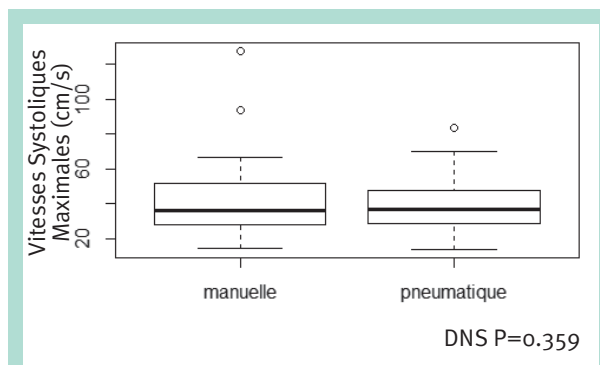 Vitesses Systoliques
Maximales (cm/s)
100
60
20
manuelle pneumatique
DNS P=0.359